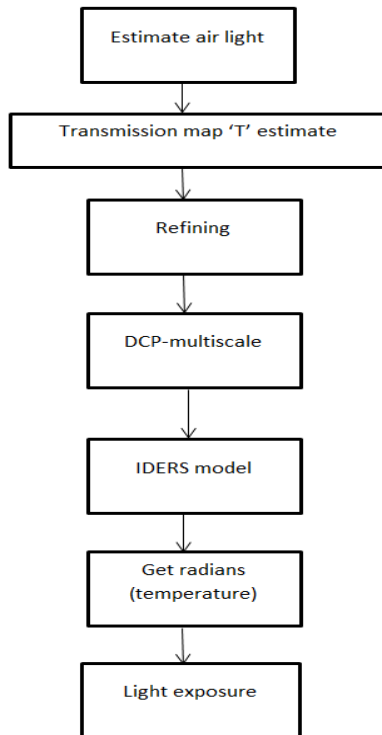 Estimate air light
Transmission map ‘T’ estimate
Refining
DCP-multiscale
IDERS model
Get radians
(temperature)
Light exposure